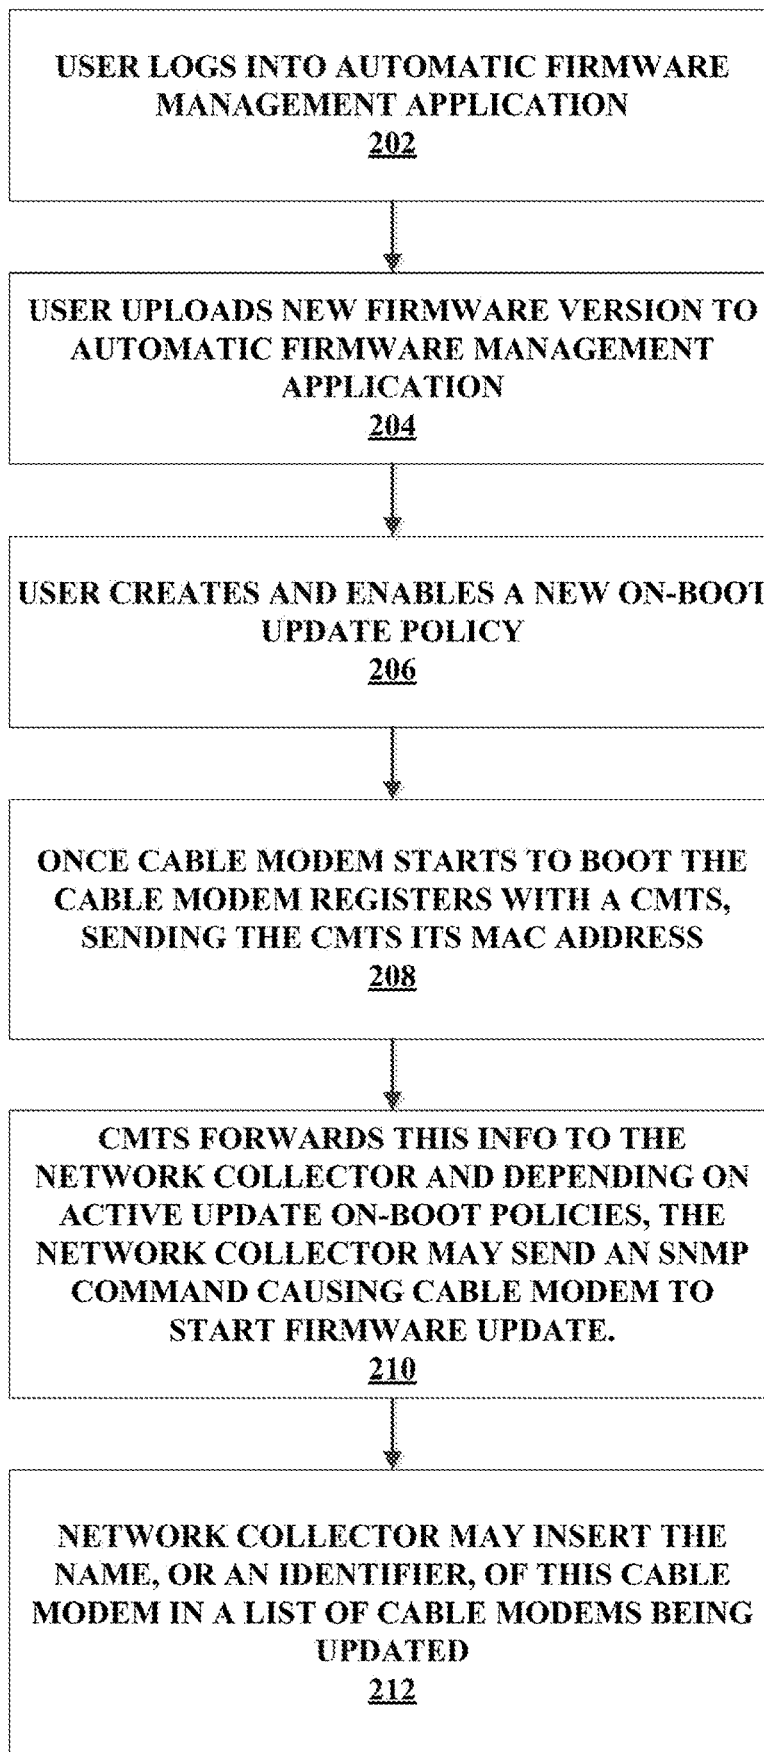 USER LOGS INTO AUTOMATIC FIRMWARE
MANAGEMENT APPLICATION
202
USER UPLOADS NEW FIRMWARE VERSION TO
AUTOMATIC FIRMWARE MANAGEMENT
APPLICATION
204
USER CREATES AND ENABLES A NEW ON-BOOT
UPDATE POLICY
206
ONCE CABLE MODEM STARTS TO BOOT THE
CABLE MODEM REGISTERS WITH A CMTS,
SENDING THE CMTS ITS MAC ADDRESS
208
CMTS FORWARDS THIS INFO TO THE
NETWORK COLLECTOR AND DEPENDING ON
ACTIVE UPDATE ON-BOOT POLICIES, THE
NETWORK COLLECTOR MAY SEND AN SNMP
COMMAND CAUSING CABLE MODEM TO
START FIRMWARE UPDATE.
210
NETWORK COLLECTOR MAY INSERT THE
NAME, OR AN IDENTIFIER, OF THIS CABLE
MODEM IN A LIST OF CABLE MODEMS BEING
UPDATED
212